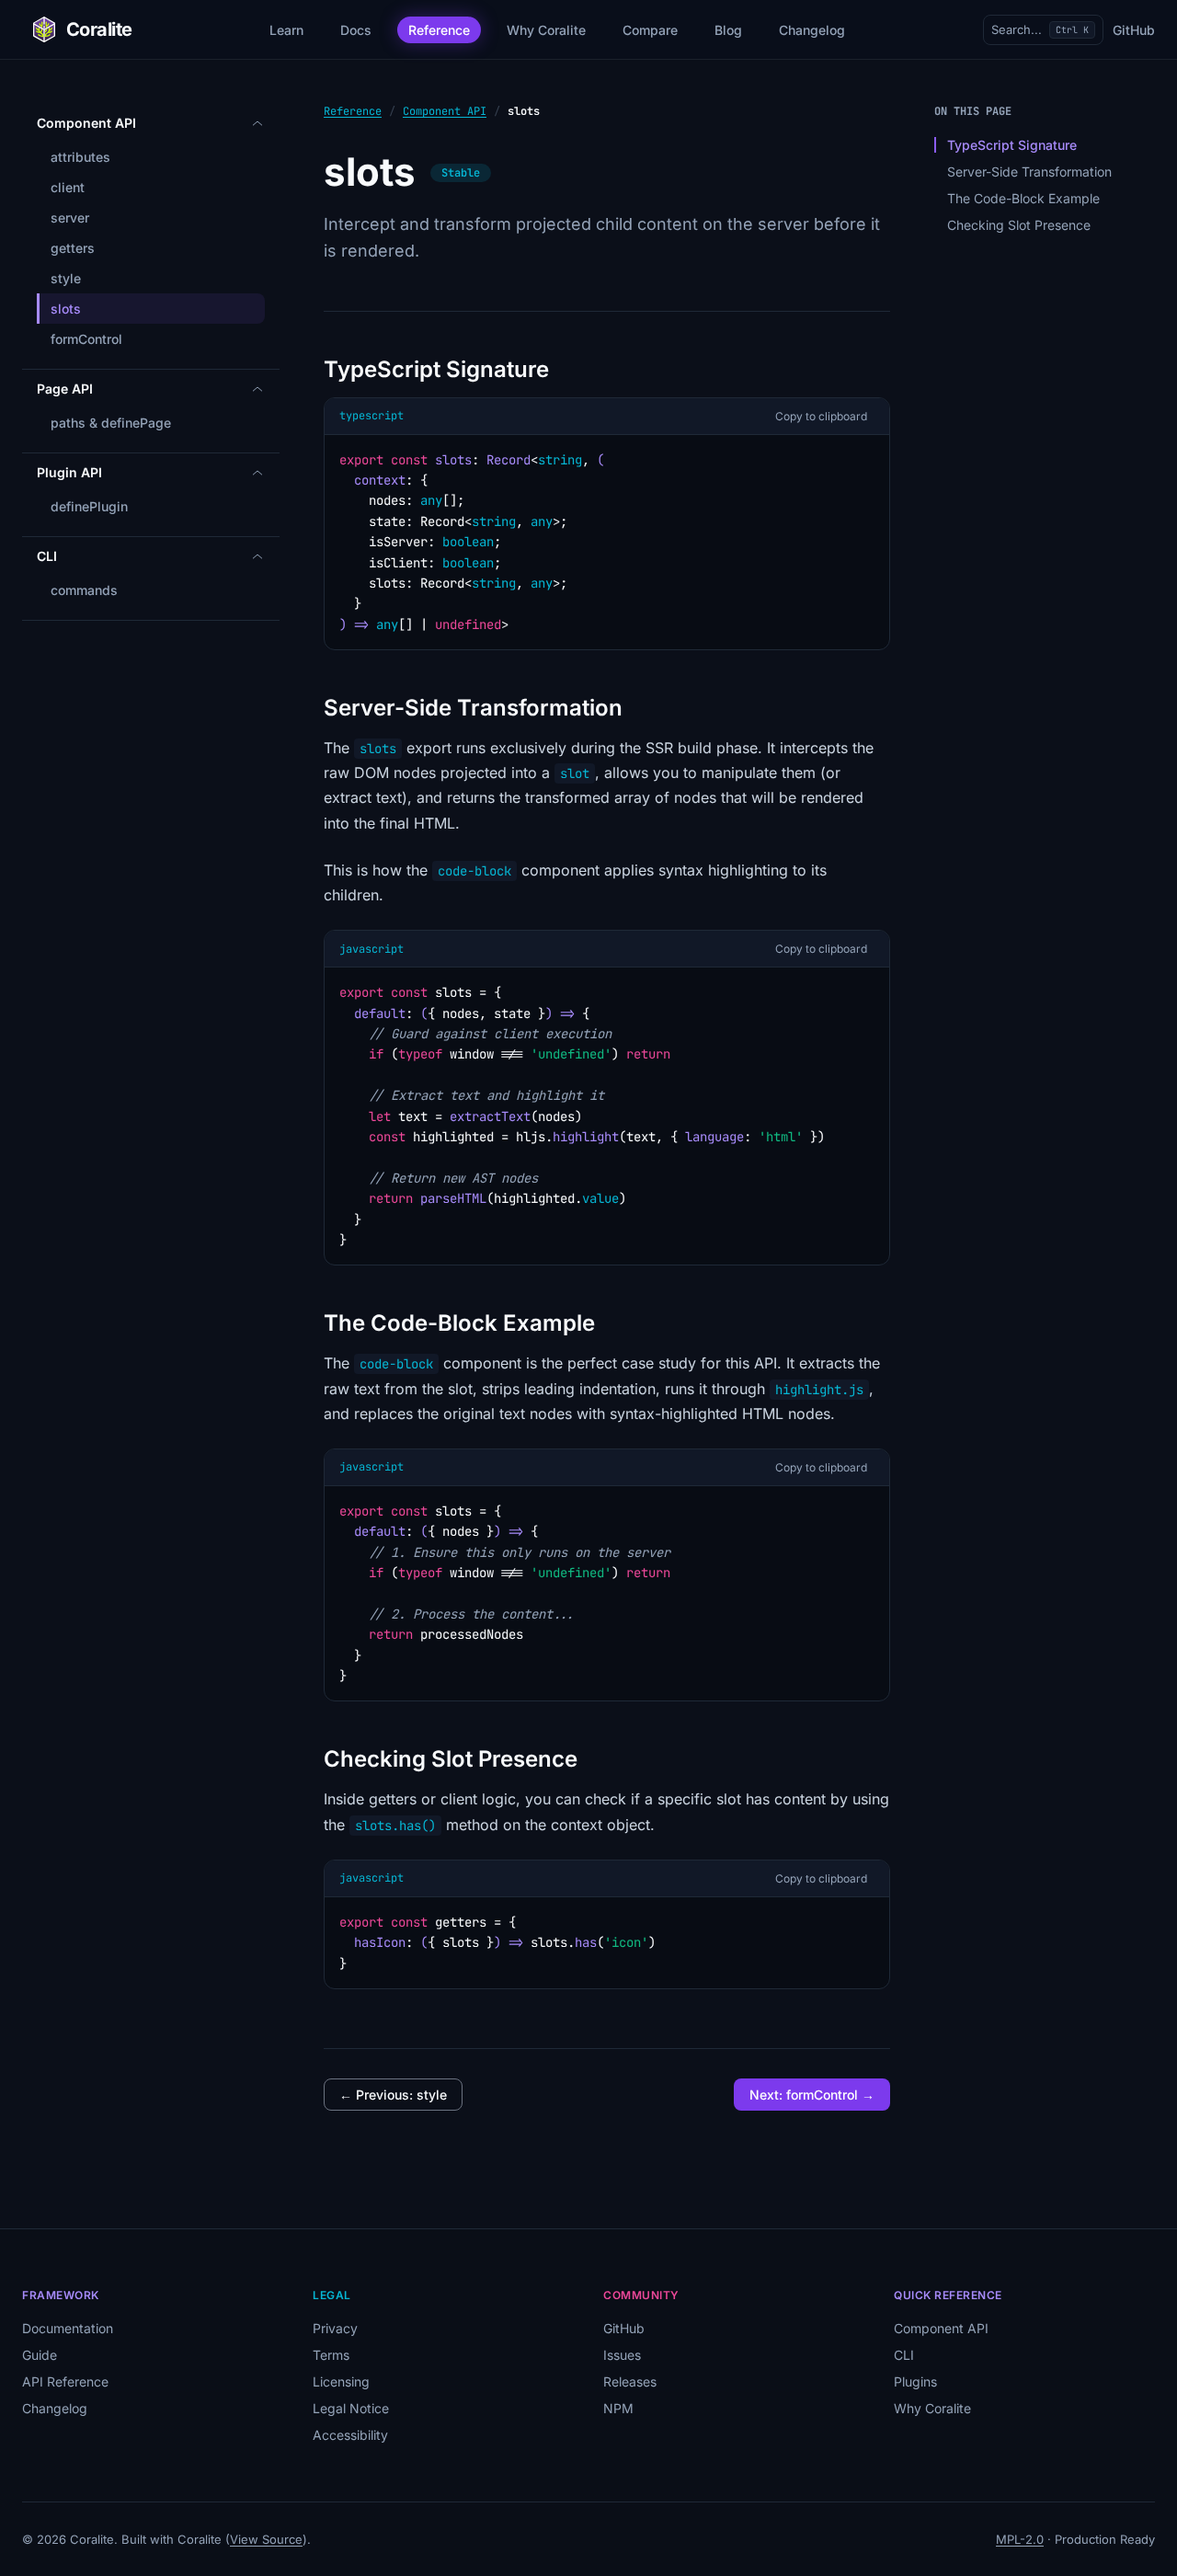 Coralite
Learn
Docs
Reference
Why Coralite
Compare
Blog
Changelog
Search...
Ctrl K
GitHub
Component API
attributes
client
server
getters
style
slots
formControl
Page API
paths & definePage
Plugin API
definePlugin
CLI
commands
Reference / Component API / slots
slots
Stable
Intercept and transform projected child content on the server before it
is rendered.
TypeScript Signature
typescript
Copy to clipboard
export const slots: Record<string, (
  context: {
    nodes: any[];
    state: Record<string, any>;
    isServer: boolean;
    isClient: boolean;
    slots: Record<string, any>;
  }
) => any[] | undefined>
Server-Side Transformation
The slots export runs exclusively during the SSR build phase. It intercepts the
raw DOM nodes projected into a slot, allows you to manipulate them (or
extract text), and returns the transformed array of nodes that will be rendered
into the final HTML.
This is how the code-block component applies syntax highlighting to its
children.
javascript
Copy to clipboard
export const slots = {
  default: ({ nodes, state }) => {
    // Guard against client execution
    if (typeof window !== 'undefined') return
    // Extract text and highlight it
    let text = extractText(nodes)
    const highlighted = hljs.highlight(text, { language: 'html' })
    // Return new AST nodes
    return parseHTML(highlighted.value)
  }
}
The Code-Block Example
The code-block component is the perfect case study for this API. It extracts the
raw text from the slot, strips leading indentation, runs it through highlight.js,
and replaces the original text nodes with syntax-highlighted HTML nodes.
javascript
Copy to clipboard
export const slots = {
  default: ({ nodes }) => {
    // 1. Ensure this only runs on the server
    if (typeof window !== 'undefined') return
    // 2. Process the content...
    return processedNodes
  }
}
Checking Slot Presence
Inside getters or client logic, you can check if a specific slot has content by using
the slots.has() method on the context object.
javascript
Copy to clipboard
export const getters = {
  hasIcon: ({ slots }) => slots.has('icon')
}
← Previous: style
Next: formControl →
ON THIS PAGE
TypeScript Signature
Server-Side Transformation
The Code-Block Example
Checking Slot Presence
FRAMEWORK
Documentation
Guide
API Reference
Changelog
LEGAL
Privacy
Terms
Licensing
Legal Notice
Accessibility
COMMUNITY
GitHub
Issues
Releases
NPM
QUICK REFERENCE
Component API
CLI
Plugins
Why Coralite
© 2026 Coralite. Built with Coralite (View Source).
MPL-2.0 · Production Ready